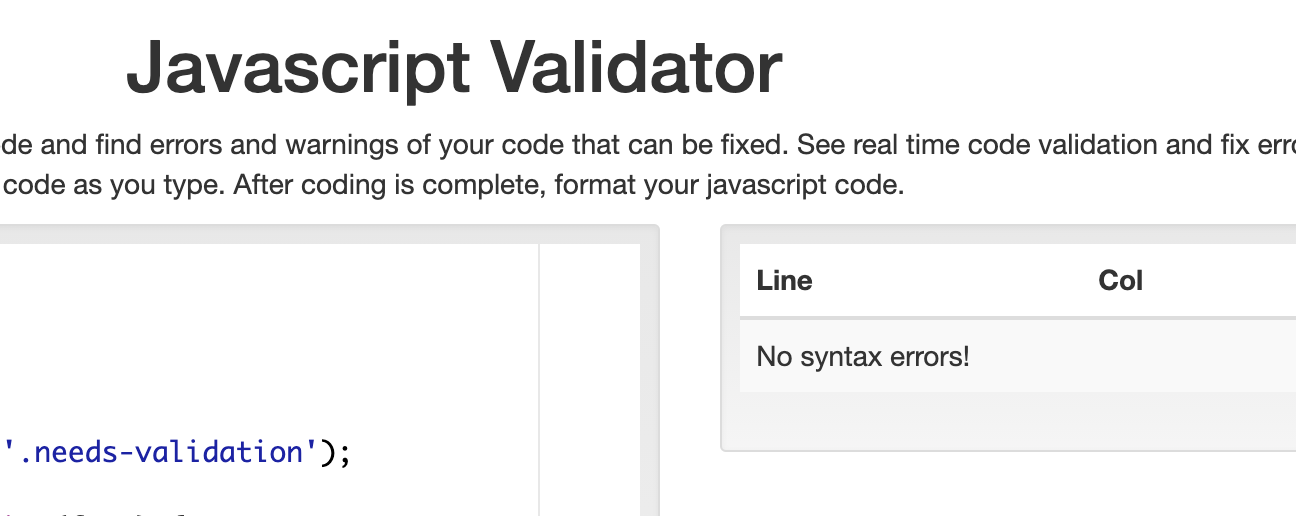 Javascript Validator
de and find errors and warnings of your code that can be fixed. See real time code validation and fix
code as you type. After coding is complete, format your javascript code.
Line Col
No syntax errors!
'.needs-validation');